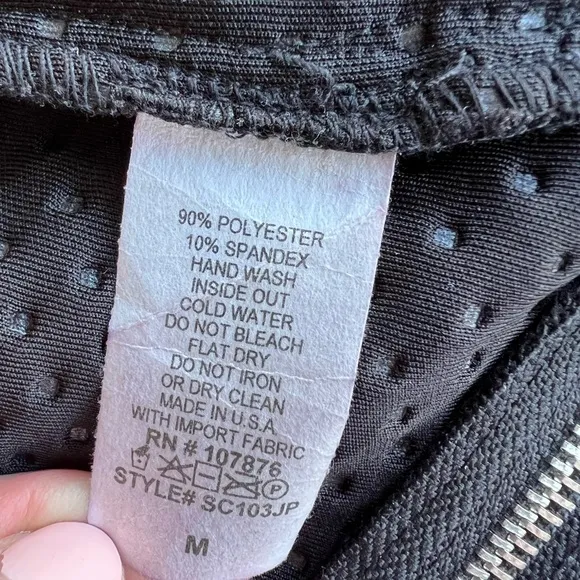 90% POLYESTER
10% SPANDEX
HAND WASH
INSIDE OUT
COLD WATER
DO NOT BLEACH
FLAT DRY
DO NOT IRON
OR DRY CLEAN
MADE IN U.S.A
WITH IMPORT FABRIC
RN # 107876
P
STYLE# SC103JP
M